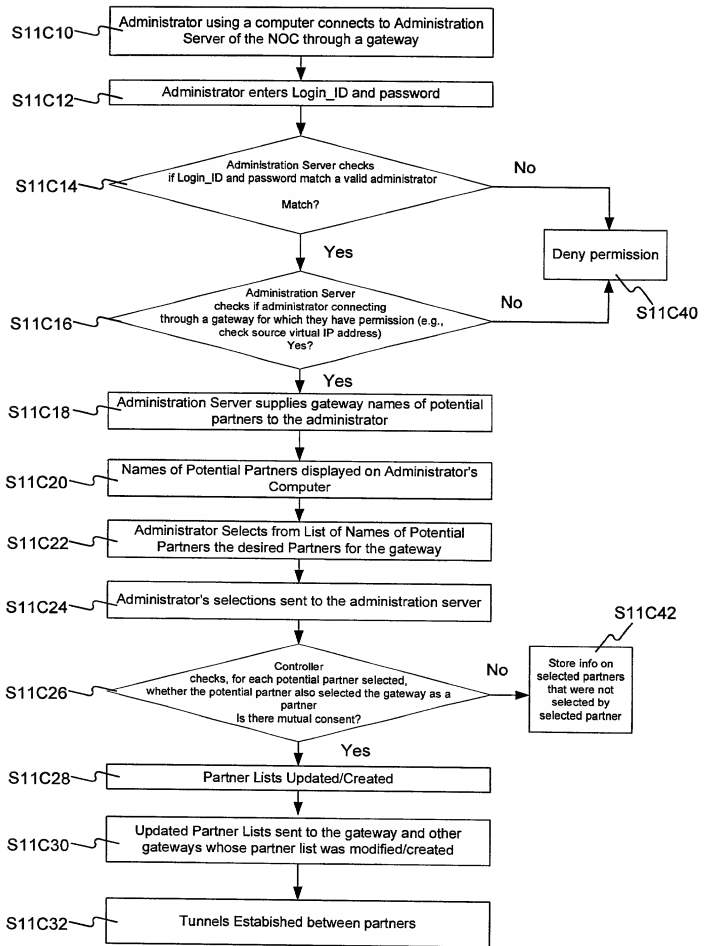 S11C10
Administrator using a computer connects to Administration
Server of the NOC through a gateway
S11C12
Administrator enters Login_ID and password
S11C14
Administration Server checks
if Login_ID and password match a valid administrator
Match?
No
Yes
Deny permission
S11C40
S11C16
Administration Server
checks if administrator connecting
through a gateway for which they have permission (e.g.,
check source virtual IP address)
Yes?
No
Yes
S11C18
Administration Server supplies gateway names of potential
partners to the administrator
S11C20
Names of Potential Partners displayed on Administrator's
Computer
S11C22
Administrator Selects from List of Names of Potential
Partners the desired Partners for the gateway
S11C24
Administrator's selections sent to the administration server
S11C26
Controller
checks, for each potential partner selected,
whether the potential partner also selected the gateway as a
partner
Is there mutual consent?
No
S11C42
Store info on
selected partners
that were not
selected by
selected partner
Yes
S11C28
Partner Lists Updated/Created
S11C30
Updated Partner Lists sent to the gateway and other
gateways whose partner list was modified/created
S11C32
Tunnels Estabished between partners